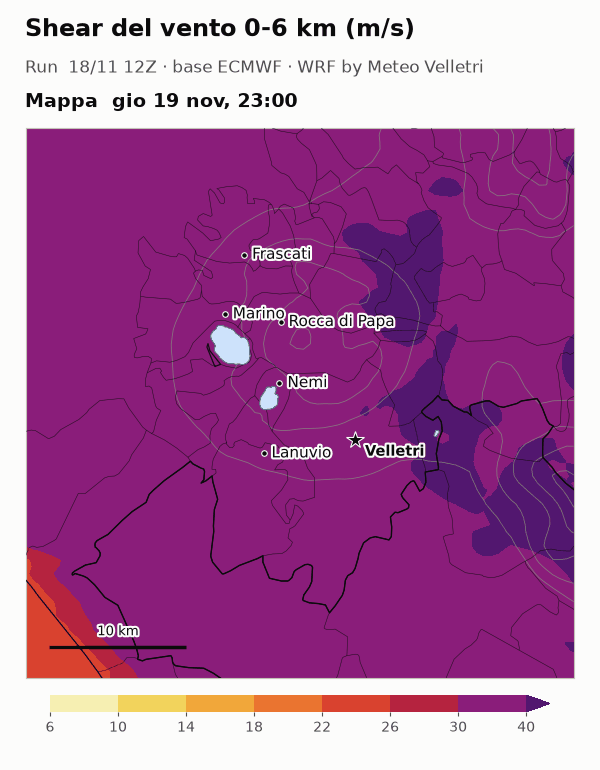 Shear del vento 0-6 km (m/s)
Run  18/11 12Z · base ECMWF · WRF by Meteo Velletri
Mappa  gio 19 nov, 23:00
Frascati
Marino
Rocca di Papa
Nemi
Velletri
Lanuvio
10 km
6 10 14 18 22 26 30 40